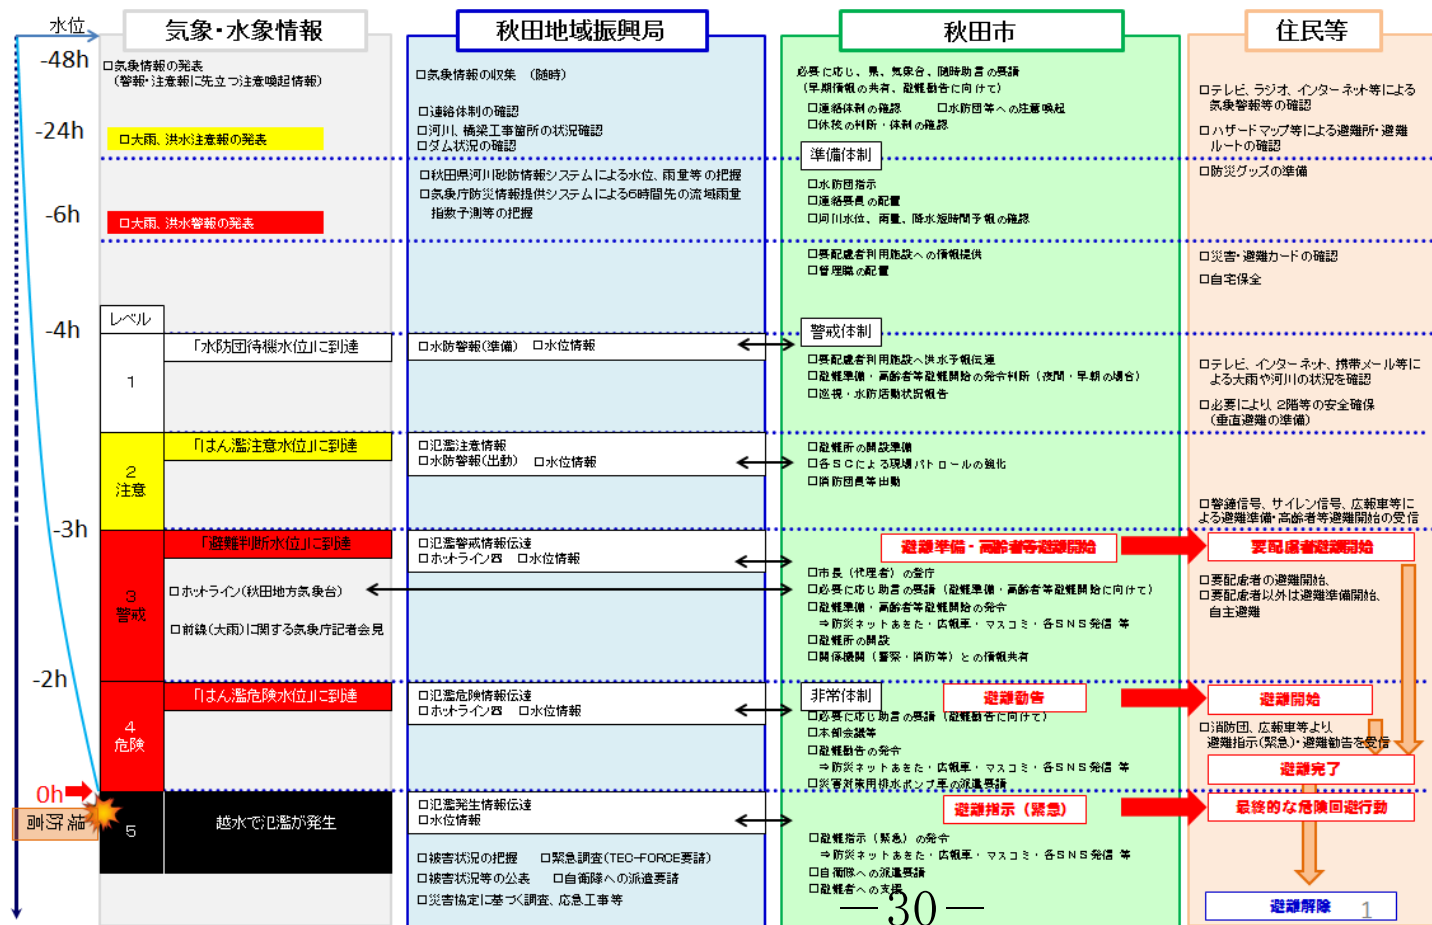 水位
気象・水象情報
秋田地域振興局
秋田市
住民等
-48h
-24h
-6h
-4h
-3h
-2h
0h
堤防高
□気象情報の発表
(警報・注意報に先立つ注意喚起情報)
□大雨、洪水注意報の発表
□大雨、洪水警報の発表
レベル
1
「水防団待機水位」に到達
2
注意
「はん濫注意水位」に到達
3
警戒
「避難判断水位」に到達
□ホットライン(秋田地方気象台)
□前線(大雨)に関する気象庁記者会見
4
危険
「はん濫危険水位」に到達
5
越水で氾濫が発生
□気象情報の収集 (随時)
□連絡体制の確認
□河川、橋梁工事箇所の状況確認
□ダム状況の確認
□秋田県河川砂防情報システムによる水位、雨量等の把握
□気象庁防災情報提供システムによる6時間先の流域雨量
指数予測等の把握
□水防警報(準備) □水位情報
□氾濫注意情報
□水防警報(出動) □水位情報
□氾濫警戒情報伝達
□ホットライン☎ □水位情報
□氾濫危険情報伝達
□ホットライン☎ □水位情報
□氾濫発生情報伝達
□水位情報
□被害状況の把握 □緊急調査(TEC-FORCE要請)
□被害状況等の公表 □自衛隊への派遣要請
□災害協定に基づく調査、応急工事等
必要に応じ、県、気象台、随時助言の要請
(早期情報の共有、避難勧告に向けて)
□連絡体制の確認 □水防団等への注意喚起
□休校の判断・体制の確認
準備体制
□水防団指示
□連絡要員の配置
□河川水位、雨量、降水短時間予報の確認
□要配慮者利用施設への情報提供
□管理職の配置
警戒体制
□要配慮者利用施設へ洪水予報伝達
□避難準備・高齢者等避難開始の発令判断(夜間・早朝の場合)
□巡視・水防活動状況報告
□避難所の開設準備
□各SCによる現場パトロールの強化
□消防団員等出動
避難準備・高齢者等避難開始
□市長(代理者)の登庁
□必要に応じ助言の要請(避難準備・高齢者等避難開始に向けて)
□避難準備・高齢者等避難開始の発令
⇒防災ネットあきた・広報車・マスコミ・各SNS発信 等
□避難所の開設
□関係機関(警察・消防等)との情報共有
非常体制
避難勧告
□必要に応じ助言の要請(避難勧告に向けて)
□本部会議等
□避難勧告の発令
⇒防災ネットあきた・広報車・マスコミ・各SNS発信 等
□災害対策用排水ポンプ車の派遣要請
避難指示(緊急)
□避難指示(緊急)の発令
⇒防災ネットあきた・広報車・マスコミ・各SNS発信 等
□自衛隊への派遣要請
□避難者への支援
□テレビ、ラジオ、インターネット等による
気象警報等の確認
□ハザードマップ等による避難所・避難
ルートの確認
□防災グッズの準備
□災害・避難カードの確認
□自宅保全
□テレビ、インターネット、携帯メール等に
よる大雨や河川の状況を確認
□必要により、2階等の安全確保
(垂直避難の準備)
□警鐘信号、サイレン信号、広報車等に
よる避難準備・高齢者等避難開始の受信
要配慮者避難開始
□要配慮者の避難開始、
□要配慮者以外は避難準備開始、
自主避難
避難開始
□消防団、広報車等より
避難指示(緊急)・避難勧告を受信
避難完了
最終的な危険回避行動
避難解除
1
—30—